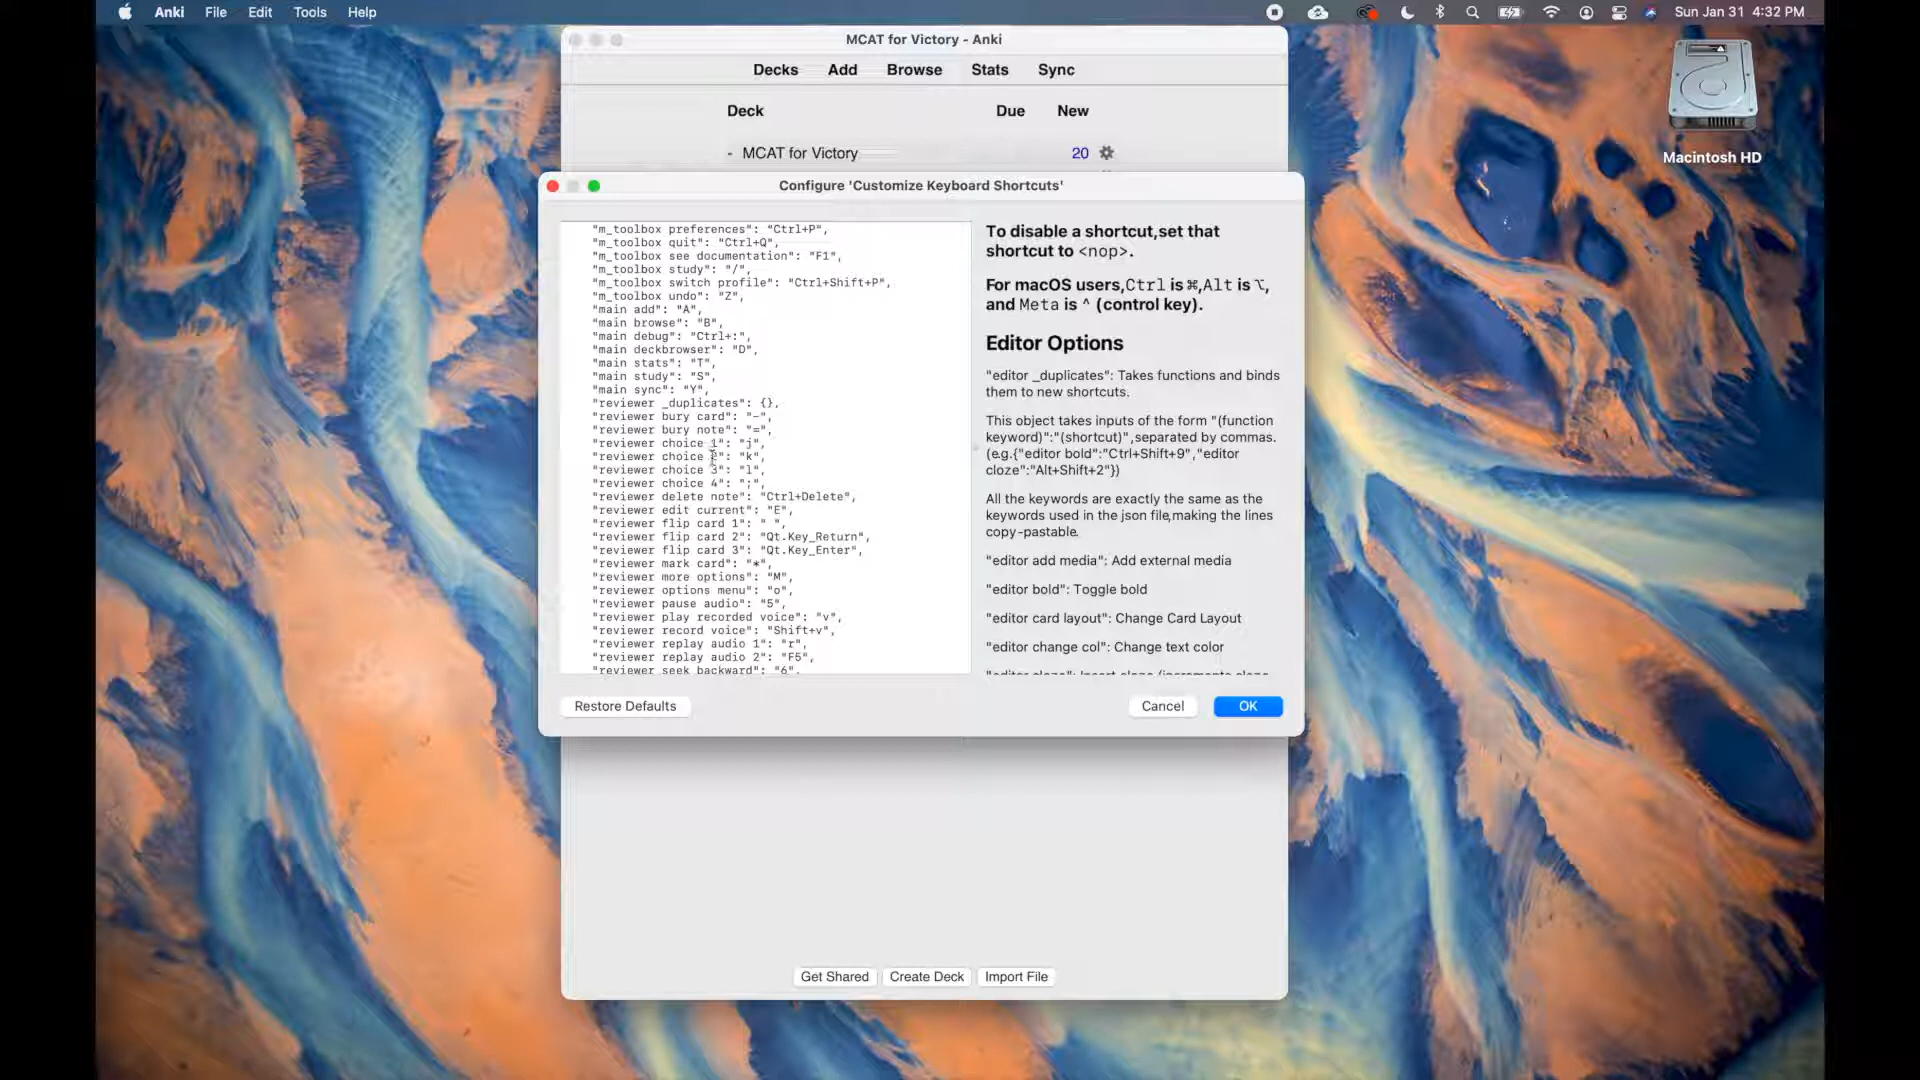 Anki File Edit Tools Help
Sun Jan 31 4:32 PM
MCAT for Victory - Anki
Decks Add Browse Stats Sync
Deck Due New
- MCAT for Victory 20
Macintosh HD
Configure 'Customize Keyboard Shortcuts'
"m_toolbox preferences": "Ctrl+P",
"m_toolbox quit": "Ctrl+Q",
"m_toolbox see documentation": "F1",
"m_toolbox study": "/",
"m_toolbox switch profile": "Ctrl+Shift+P",
"m_toolbox undo": "Z",
"main add": "A",
"main browse": "B",
"main debug": "Ctrl+:",
"main deckbrowser": "D",
"main stats": "T",
"main study": "S",
"main sync": "Y",
"reviewer _duplicates": {},
"reviewer bury card": "-",
"reviewer bury note": "=",
"reviewer choice 1": "j",
"reviewer choice 2": "k",
"reviewer choice 3": "l",
"reviewer choice 4": ";",
"reviewer delete note": "Ctrl+Delete",
"reviewer edit current": "E",
"reviewer flip card 1": " ",
"reviewer flip card 2": "Qt.Key_Return",
"reviewer flip card 3": "Qt.Key_Enter",
"reviewer mark card": "*",
"reviewer more options": "M",
"reviewer options menu": "o",
"reviewer pause audio": "5",
"reviewer play recorded voice": "v",
"reviewer record voice": "Shift+v",
"reviewer replay audio 1": "r",
"reviewer replay audio 2": "F5",
"reviewer seek backward": "6",
To disable a shortcut,set that
shortcut to <nop>.
For macOS users,Ctrl is ⌘,Alt is ⌥,
and Meta is ^ (control key).
Editor Options
"editor _duplicates": Takes functions and binds
them to new shortcuts.
This object takes inputs of the form "(function
keyword)":"(shortcut)",separated by commas.
(e.g.{"editor bold":"Ctrl+Shift+9","editor
cloze":"Alt+Shift+2"})
All the keywords are exactly the same as the
keywords used in the json file,making the lines
copy-pastable.
"editor add media": Add external media
"editor bold": Toggle bold
"editor card layout": Change Card Layout
"editor change col": Change text color
"editor cloze": Insert cloze (increments cloze
Restore Defaults Cancel OK
Get Shared Create Deck Import File